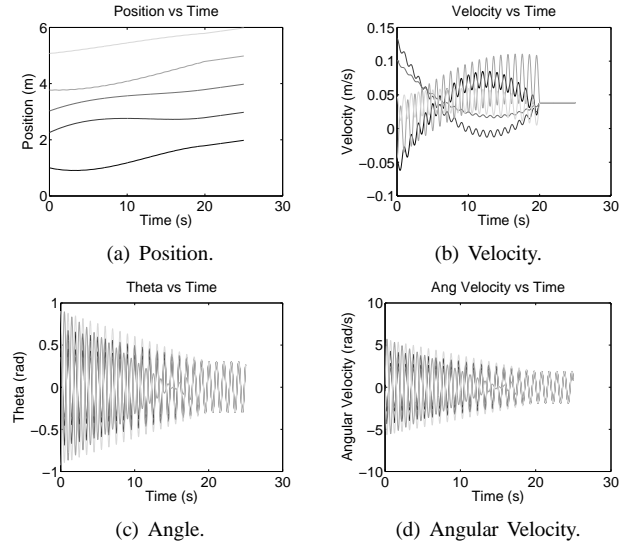 Position vs Time
6
4
2
0
Position (m)
0 10 20 30
Time (s)
(a) Position.
Velocity vs Time
0.15
0.1
0.05
0
−0.05
−0.1
Velocity (m/s)
0 10 20 30
Time (s)
(b) Velocity.
Theta vs Time
1
0.5
0
−0.5
−1
Theta (rad)
0 10 20 30
Time (s)
(c) Angle.
Ang Velocity vs Time
10
5
0
−5
−10
Angular Velocity (rad/s)
0 10 20 30
Time (s)
(d) Angular Velocity.